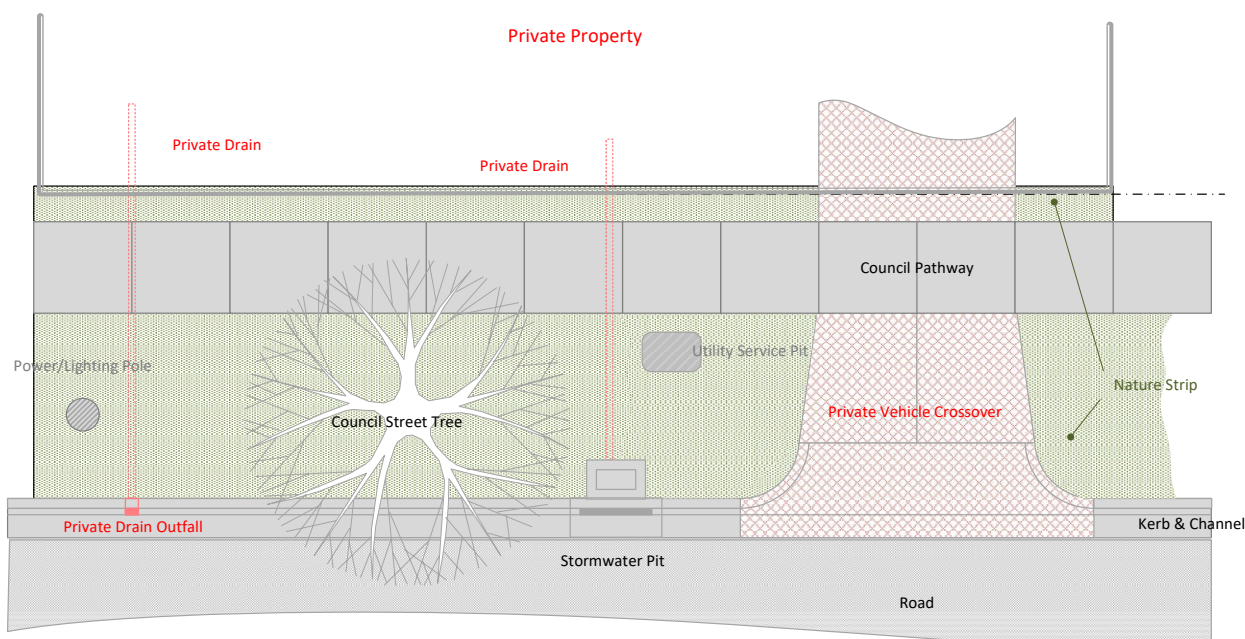 Private Property
Private Drain
Private Drain
Council Pathway
Utility Service Pit
Power/Lighting Pole
Nature Strip
Private Vehicle Crossover
Council Street Tree
Private Drain Outfall
Kerb & Channel
Stormwater Pit
Road